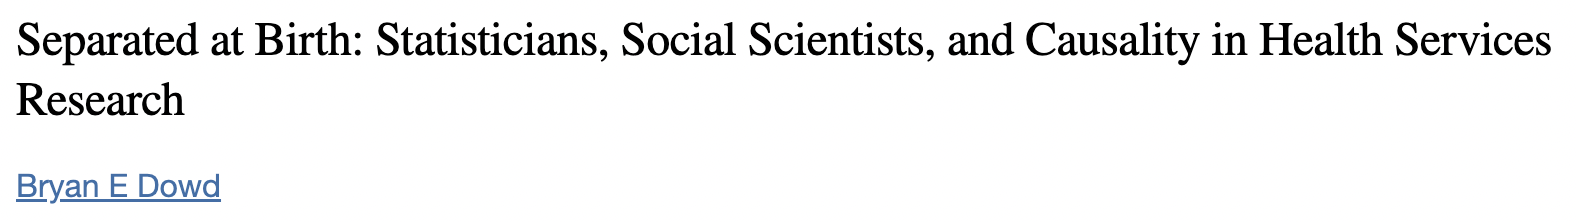 Separated at Birth: Statisticians, Social Scientists, and Causality in Health Services
Research
Bryan E Dowd